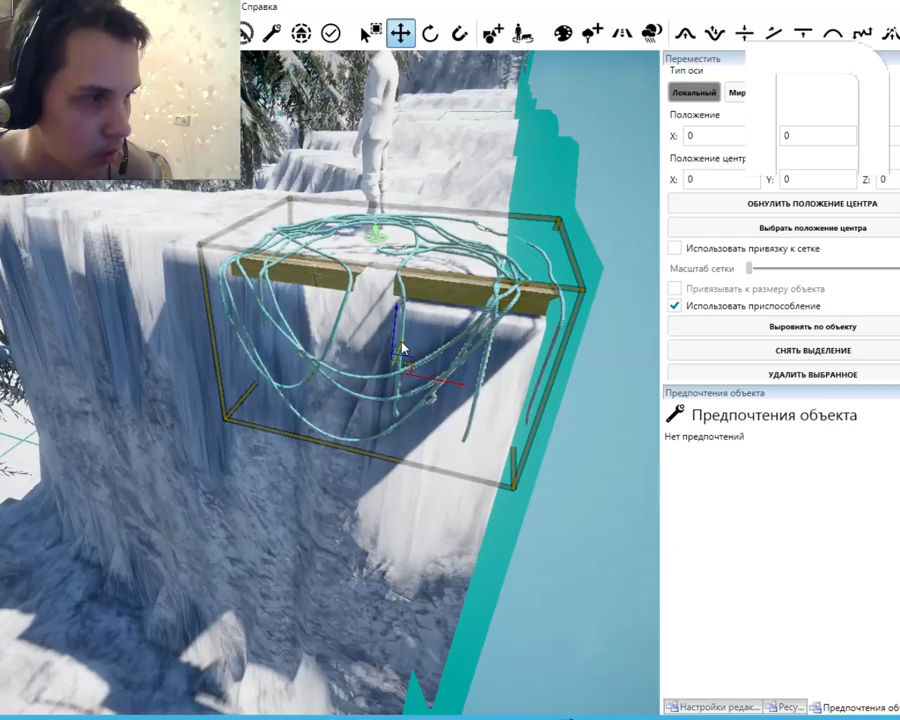 Справка
Переместить
Тип оси
Локальный Мир
Положение
X: 0 0
Положение центр
X: 0 Y: 0 Z: 0
ОБНУЛИТЬ ПОЛОЖЕНИЕ ЦЕНТРА
Выбрать положение центра
Использовать привязку к сетке
Масштаб сетки
Привязывать к размеру объекта
Использовать приспособление
Выровнять по объекту
СНЯТЬ ВЫДЕЛЕНИЕ
УДАЛИТЬ ВЫБРАННОЕ
Предпочтения объекта
Предпочтения объекта
Нет предпочтений
Настройки редак... Ресу... Предпочтения об